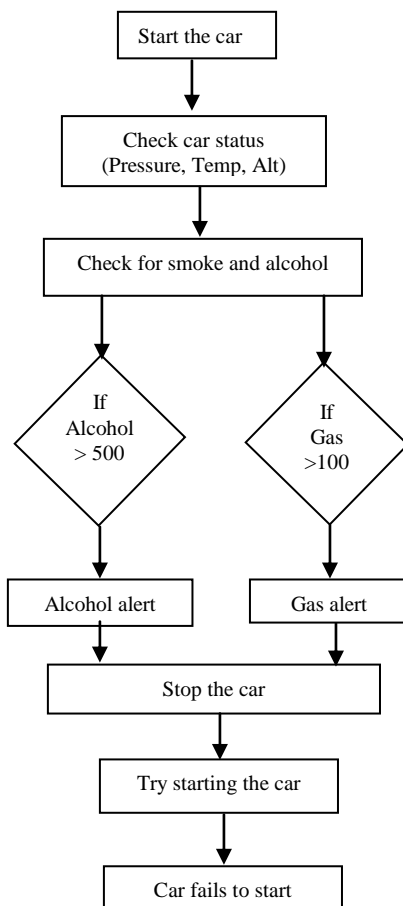 Start the car
Check car status
(Pressure, Temp, Alt)
Check for smoke and alcohol
If
Alcohol
> 500
If
Gas
>100
Alcohol alert
Gas alert
Stop the car
Try starting the car
Car fails to start